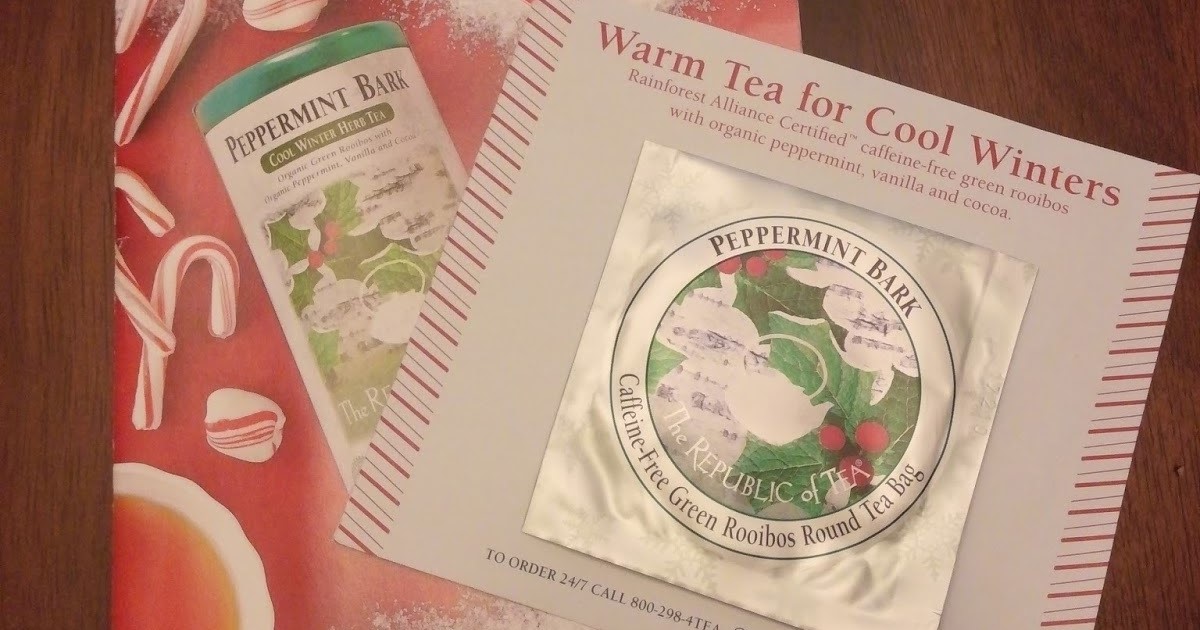 PEPPERMINT BARK
COOL WINTER HERB TEA
Organic Green Rooibos with
Organic Peppermint, Vanilla and Cocoa
The
Warm Tea for Cool Winters
Rainforest Alliance Certified™ caffeine-free green rooibos
with organic peppermint, vanilla and cocoa.
PEPPERMINT BARK
The REPUBLIC of TEA®
Caffeine-Free Green Rooibos Round Tea Bag
TO ORDER 24/7 CALL 800-298-4TEA